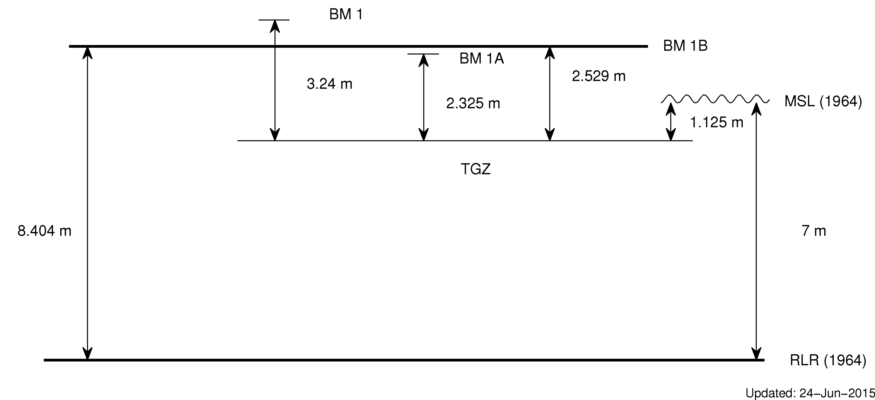 BM 1
BM 1B
BM 1A
3.24 m
2.529 m
2.325 m
MSL (1964)
1.125 m
TGZ
8.404 m
7 m
RLR (1964)
Updated: 24−Jun−2015